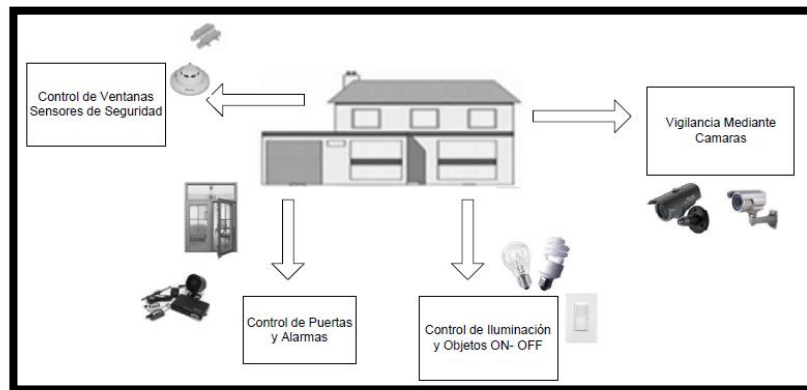 Control de Ventanas
Sensores de Seguridad
Vigilancia Mediante
Camaras
Control de Puertas
y Alarmas
Control de Iluminación
y Objetos ON- OFF